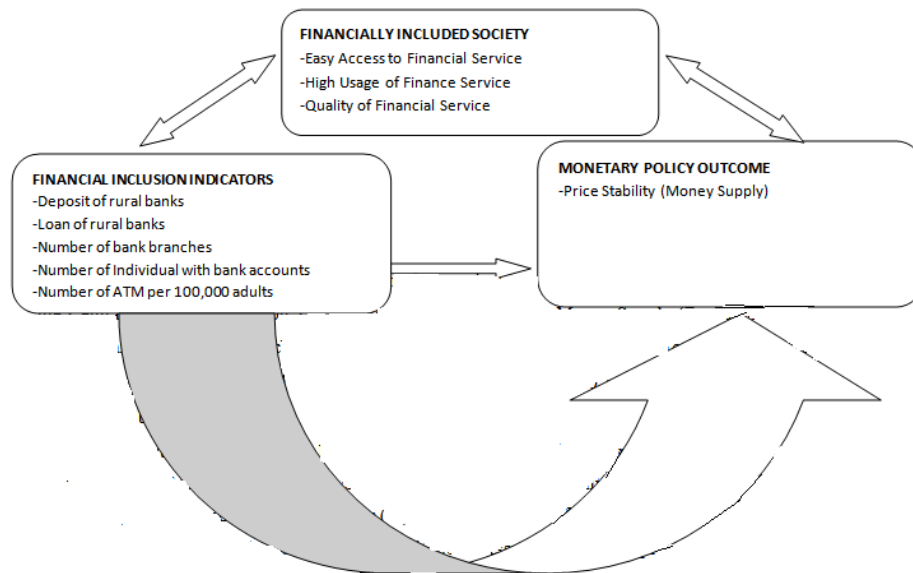 FINANCIALLY INCLUDED SOCIETY
-Easy Access to Financial Service
-High Usage of Finance Service
-Quality of Financial Service
FINANCIAL INCLUSION INDICATORS
-Deposit of rural banks
-Loan of rural banks
-Number of bank branches
-Number of Individual with bank accounts
-Number of ATM per 100,000 adults
MONETARY POLICY OUTCOME
-Price Stability (Money Supply)